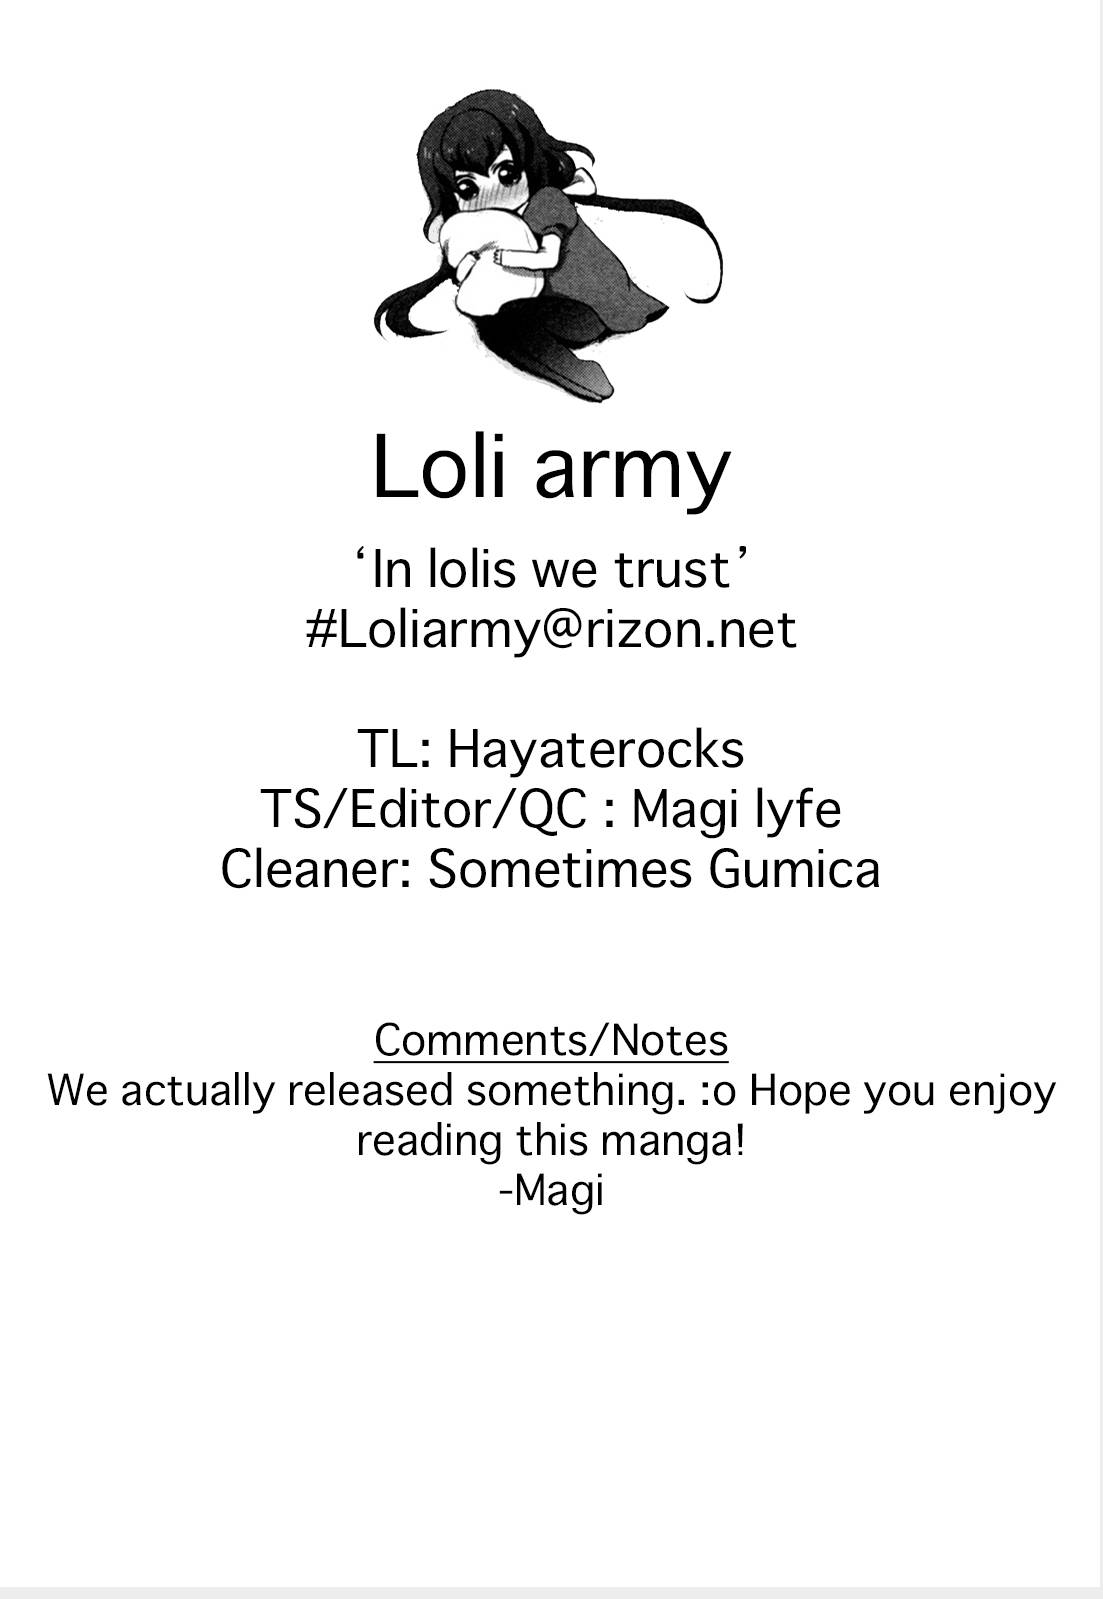 Loli army
‘In lolis we trust’
#Loliarmy@rizon.net
TL: Hayaterocks
TS/Editor/QC : Magi lyfe
Cleaner: Sometimes Gumica
Comments/Notes
We actually released something. :o Hope you enjoy
reading this manga!
-Magi